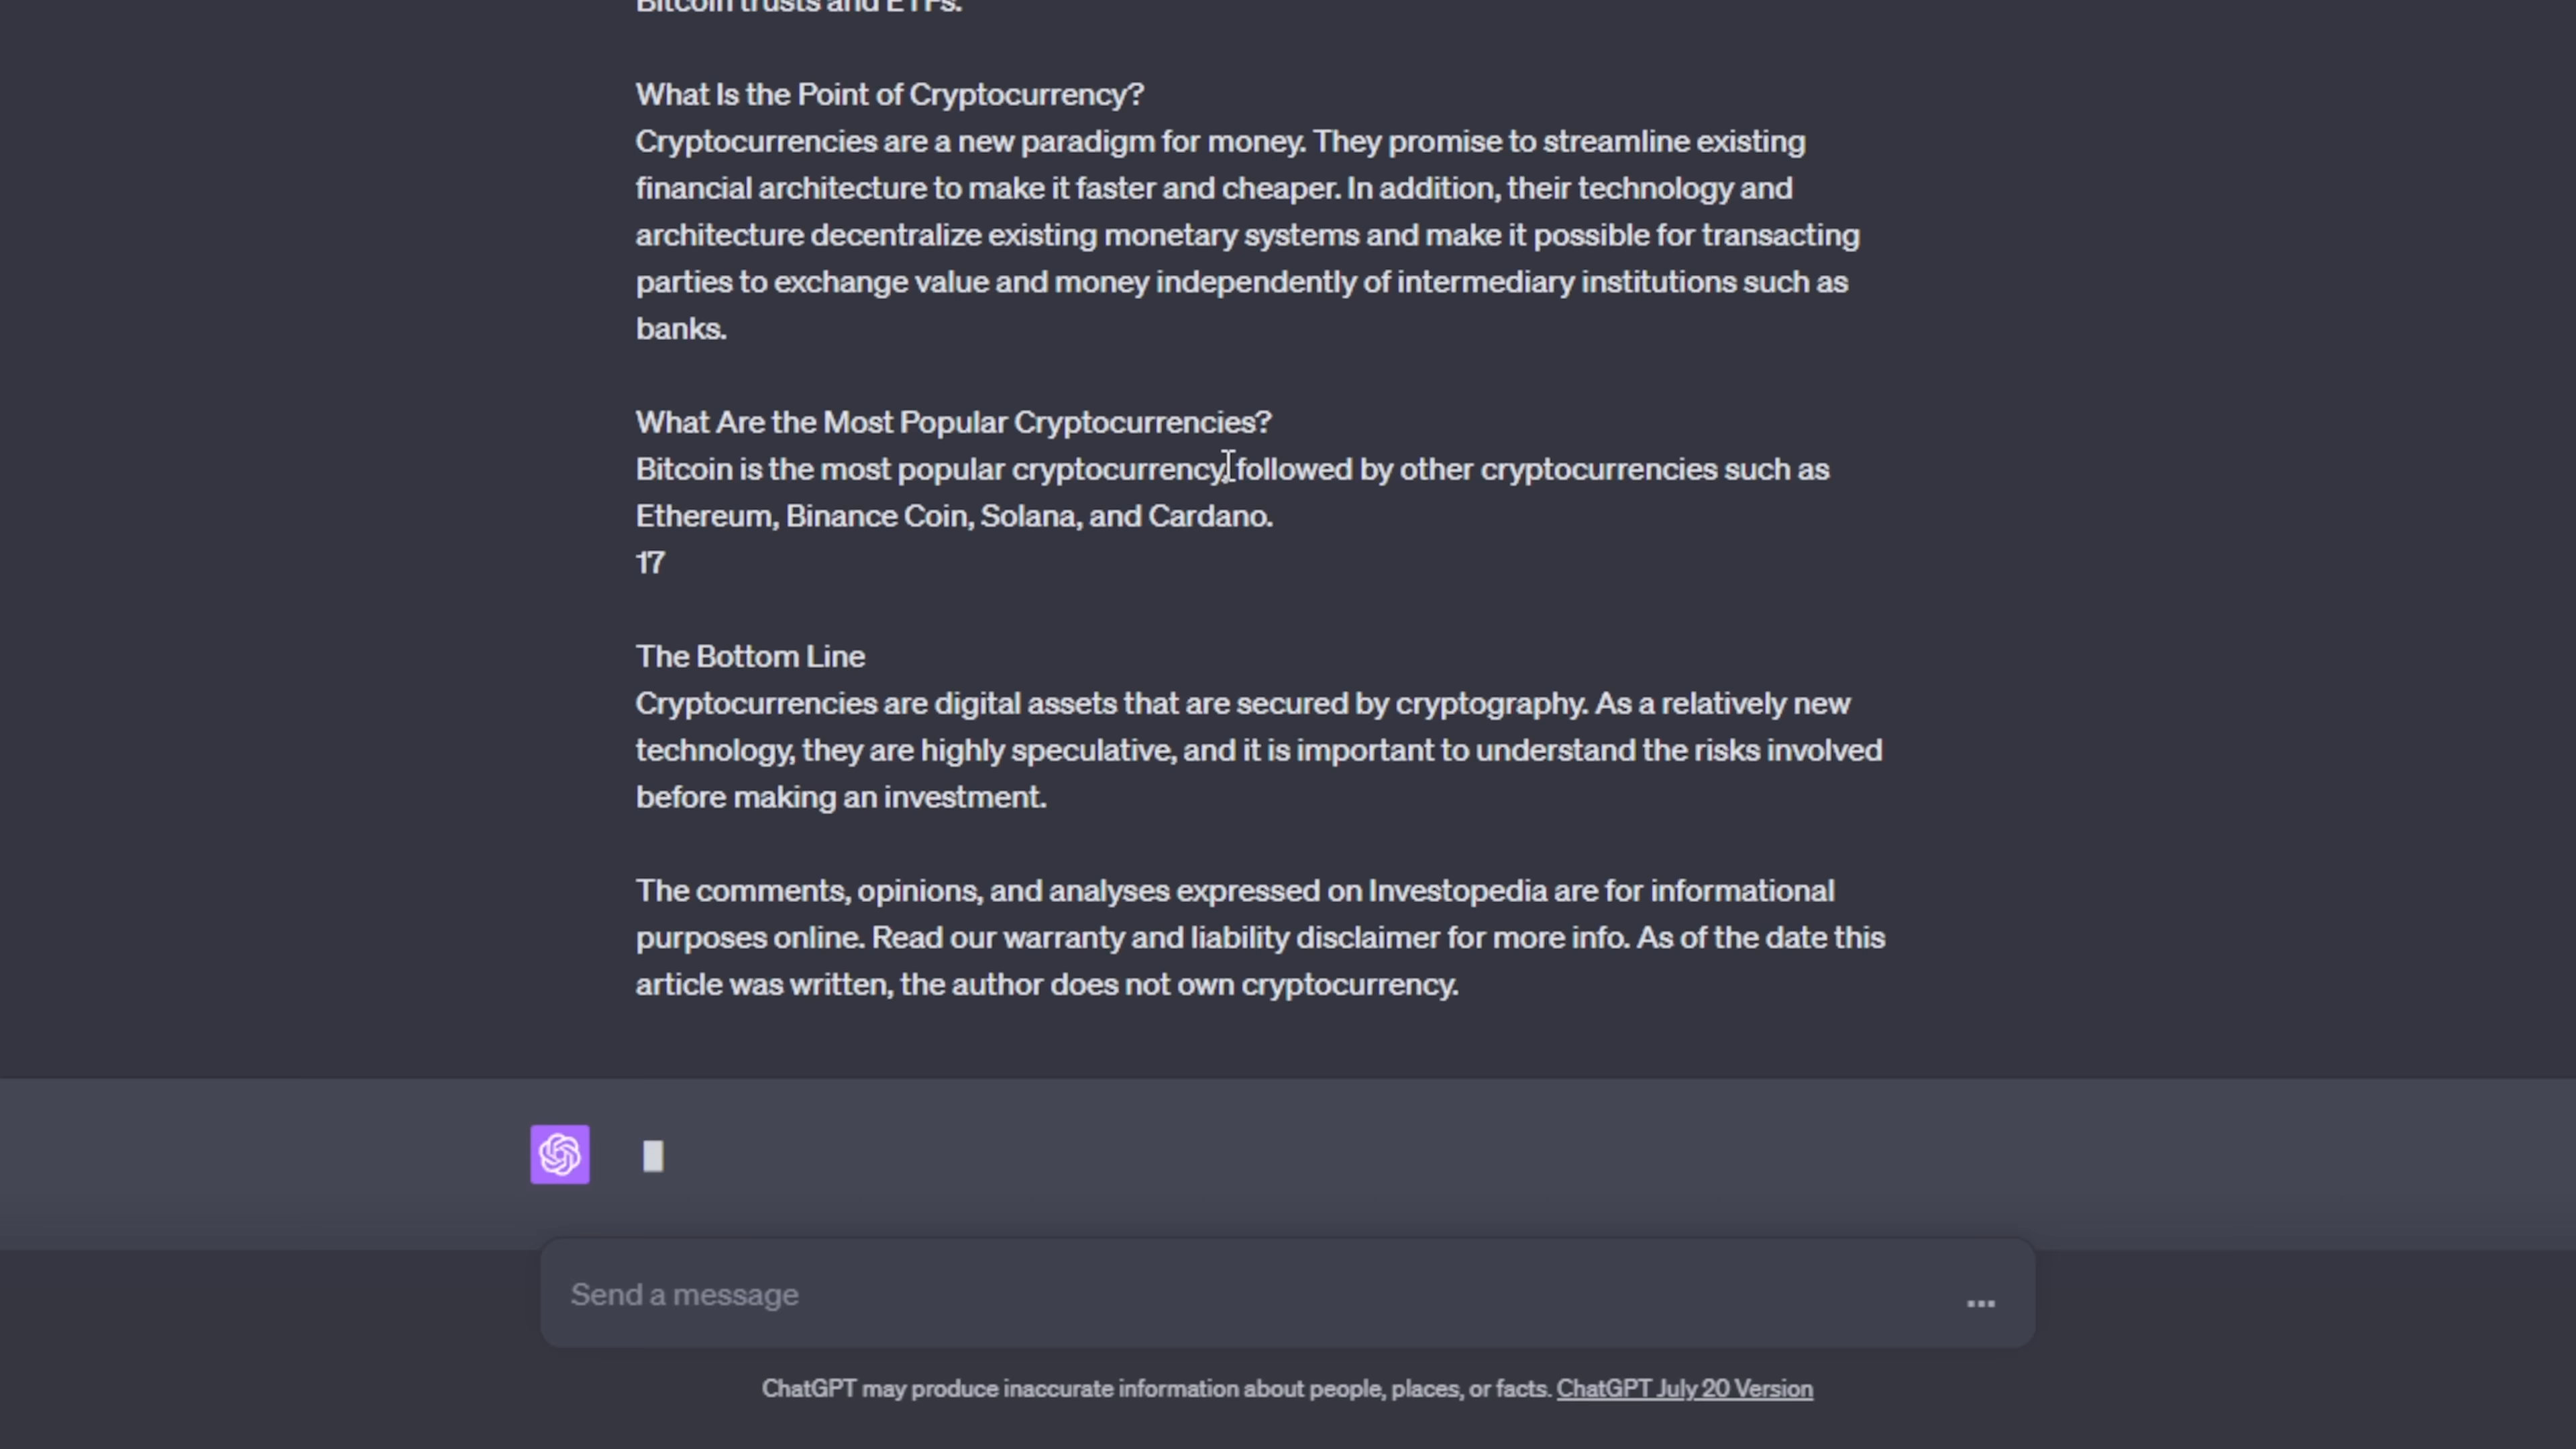 Bitcoin trusts and ETFs.
What Is the Point of Cryptocurrency?
Cryptocurrencies are a new paradigm for money. They promise to streamline existing
financial architecture to make it faster and cheaper. In addition, their technology and
architecture decentralize existing monetary systems and make it possible for transacting
parties to exchange value and money independently of intermediary institutions such as
banks.
What Are the Most Popular Cryptocurrencies?
Bitcoin is the most popular cryptocurrency, followed by other cryptocurrencies such as
Ethereum, Binance Coin, Solana, and Cardano.
17
The Bottom Line
Cryptocurrencies are digital assets that are secured by cryptography. As a relatively new
technology, they are highly speculative, and it is important to understand the risks involved
before making an investment.
The comments, opinions, and analyses expressed on Investopedia are for informational
purposes online. Read our warranty and liability disclaimer for more info. As of the date this
article was written, the author does not own cryptocurrency.
Send a message
ChatGPT may produce inaccurate information about people, places, or facts. ChatGPT July 20 Version